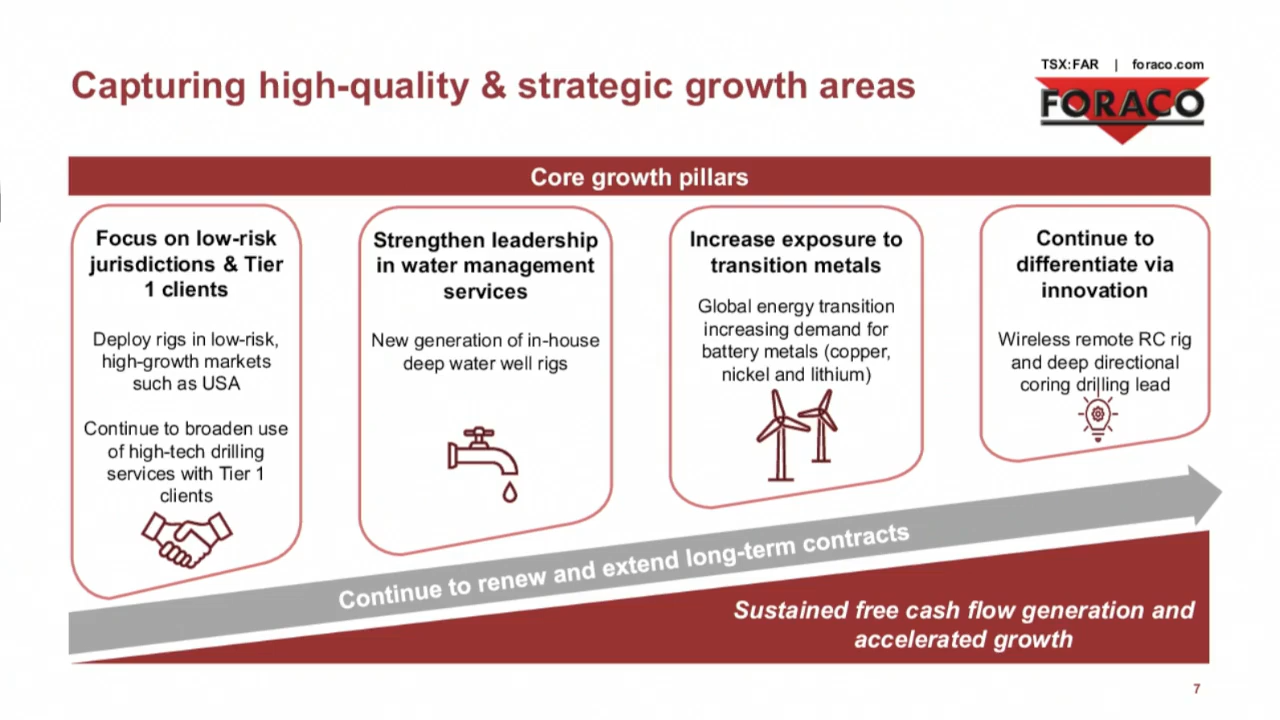 TSX:FAR | foraco.com
Capturing high-quality & strategic growth areas
FORACO
Core growth pillars
Focus on low-risk
jurisdictions & Tier
1 clients
Deploy rigs in low-risk,
high-growth markets
such as USA
Continue to broaden use
of high-tech drilling
services with Tier 1
clients
Strengthen leadership
in water management
services
New generation of in-house
deep water well rigs
Increase exposure to
transition metals
Global energy transition
increasing demand for
battery metals (copper,
nickel and lithium)
Continue to
differentiate via
innovation
Wireless remote RC rig
and deep directional
coring drilling lead
Continue to renew and extend long-term contracts
Sustained free cash flow generation and
accelerated growth
7